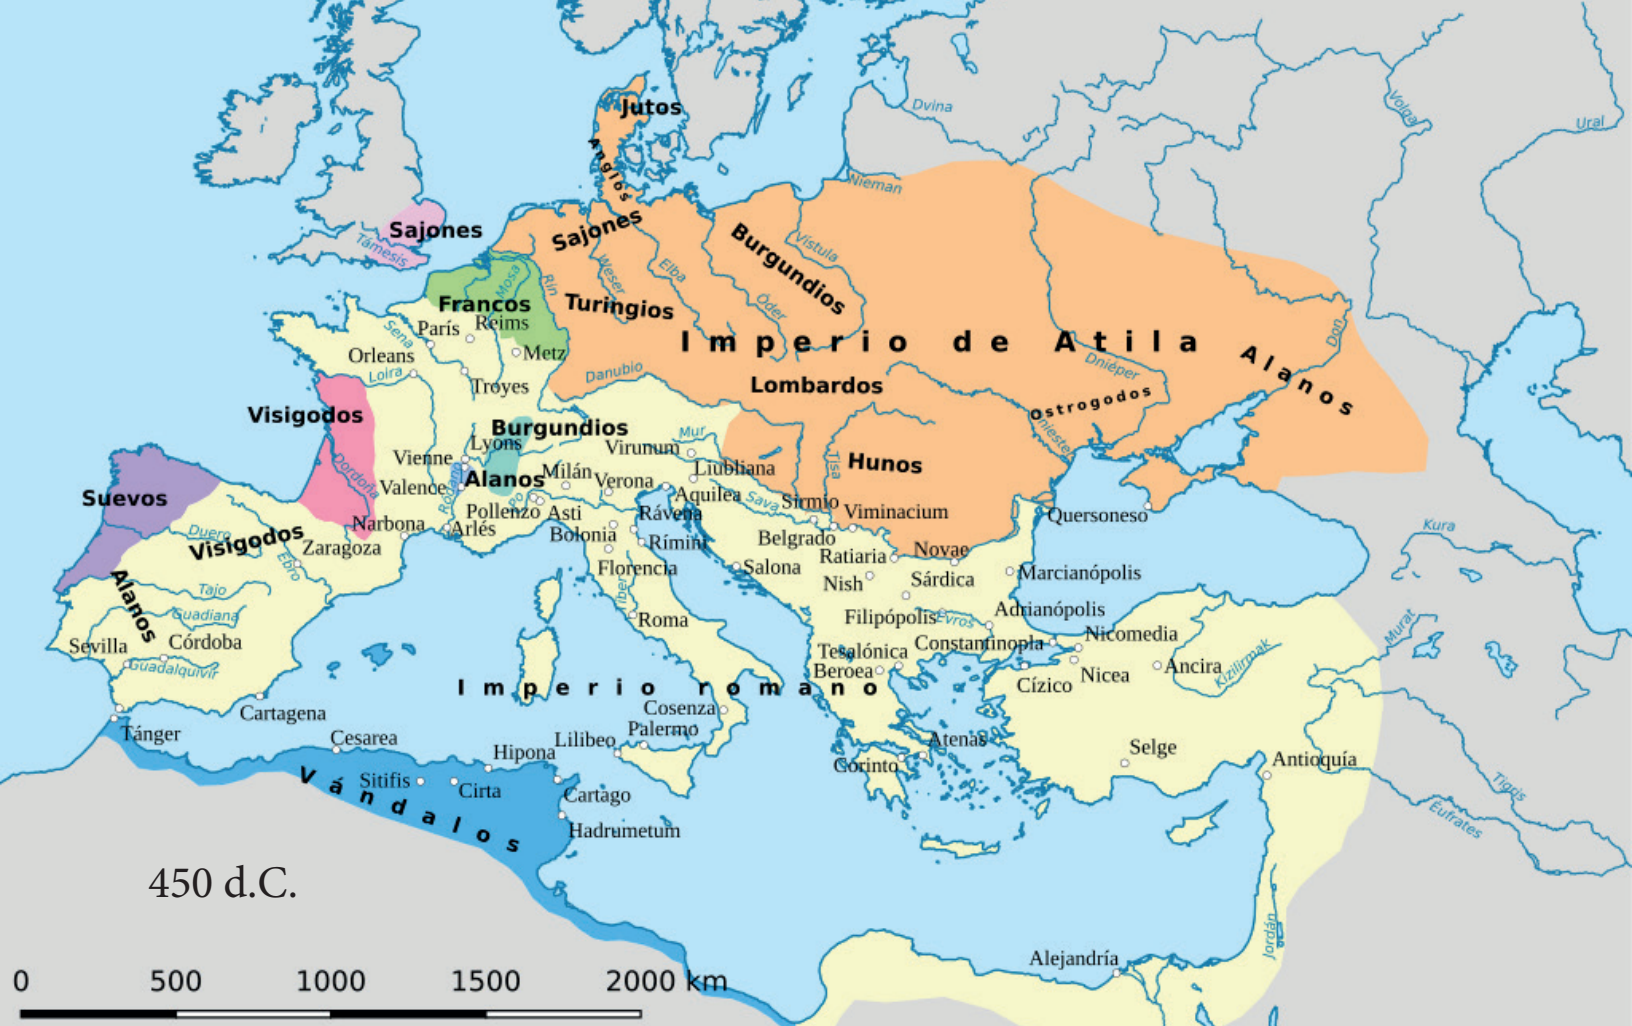 Dvina
Volga
Ural
Jutos
Anglos
Nieman
Sajones
Támesis
Sajones
Burgundios
Vístula
Weser
Elba
Óder
Rin
Mosa
Francos
Turingios
Imperio de Atila
Alanos
Don
Dniéper
Ostrogodos
Dniester
Sena
París
Reims
Metz
Orleans
Loira
Troyes
Danubio
Lombardos
Visigodos
Burgundios
Lyons
Virunum
Mur
Tisa
Hunos
Vienne
Valence
Ródano
Alanos
Milán
Verona
Liubliana
Aquilea
Sava
Sirmio
Viminacium
Quersoneso
Kura
Dordoña
Suevos
Po
Pollenzo
Asti
Rávena
Narbona
Arlés
Bolonia
Rímini
Belgrado
Duero
Visigodos
Zaragoza
Ebro
Florencia
Salona
Ratiaria
Novae
Nish
Sárdica
Marcianópolis
Alanos
Tajo
Guadiana
Tíber
Roma
Filipópolis
Evros
Adrianópolis
Murat
Sevilla
Córdoba
Guadalquivir
Tesalónica
Constantinopla
Nicomedia
Beroea
Cízico
Nicea
Ancira
Kizilirmak
Imperio romano
Cartagena
Cosenza
Tánger
Cesarea
Hipona
Lilibeo
Palermo
Atenas
Corinto
Selge
Antioquía
Vándalos
Sitifis
Cirta
Cartago
Hadrumetum
Tigris
Éufrates
450 d.C.
Jordán
Alejandría
0 500 1000 1500 2000 km